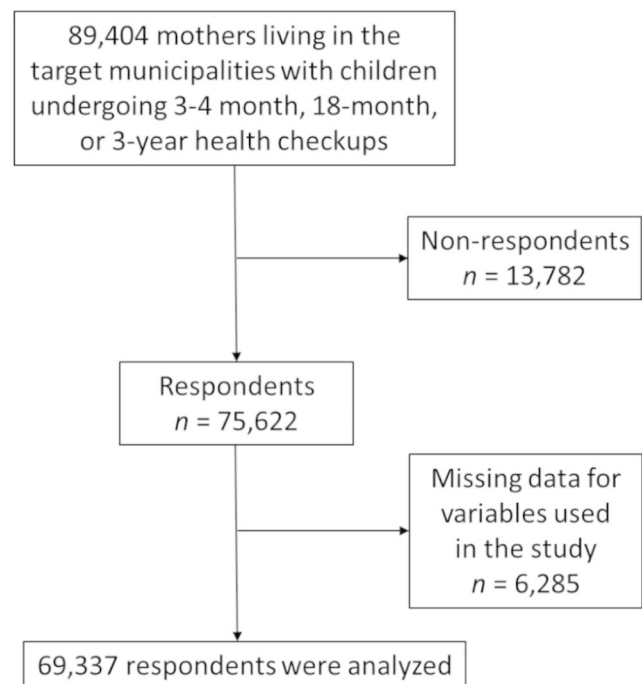 89,404 mothers living in the
target municipalities with children
undergoing 3-4 month, 18-month,
or 3-year health checkups
Non-respondents
n = 13,782
Respondents
n = 75,622
Missing data for
variables used
in the study
n = 6,285
69,337 respondents were analyzed